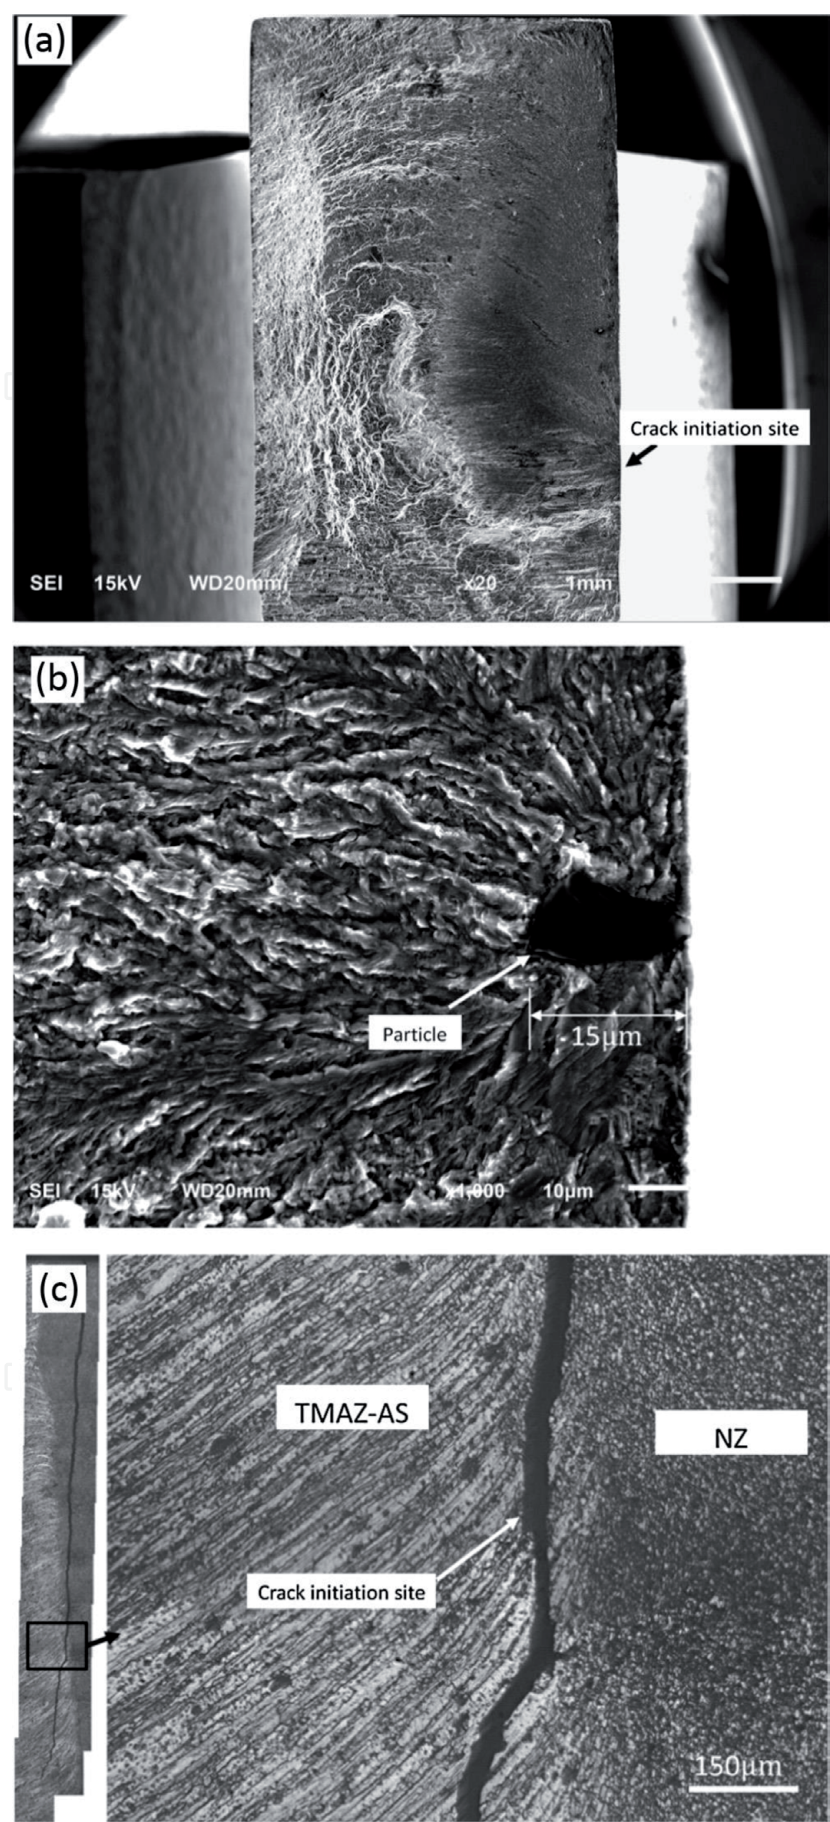 (a)
Crack initiation site
SEI 15kV WD20mm x20 1mm
(b)
Particle
15µm
SEI 15kV WD20mm x1,000 10µm
(c)
TMAZ-AS
NZ
Crack initiation site
150µm